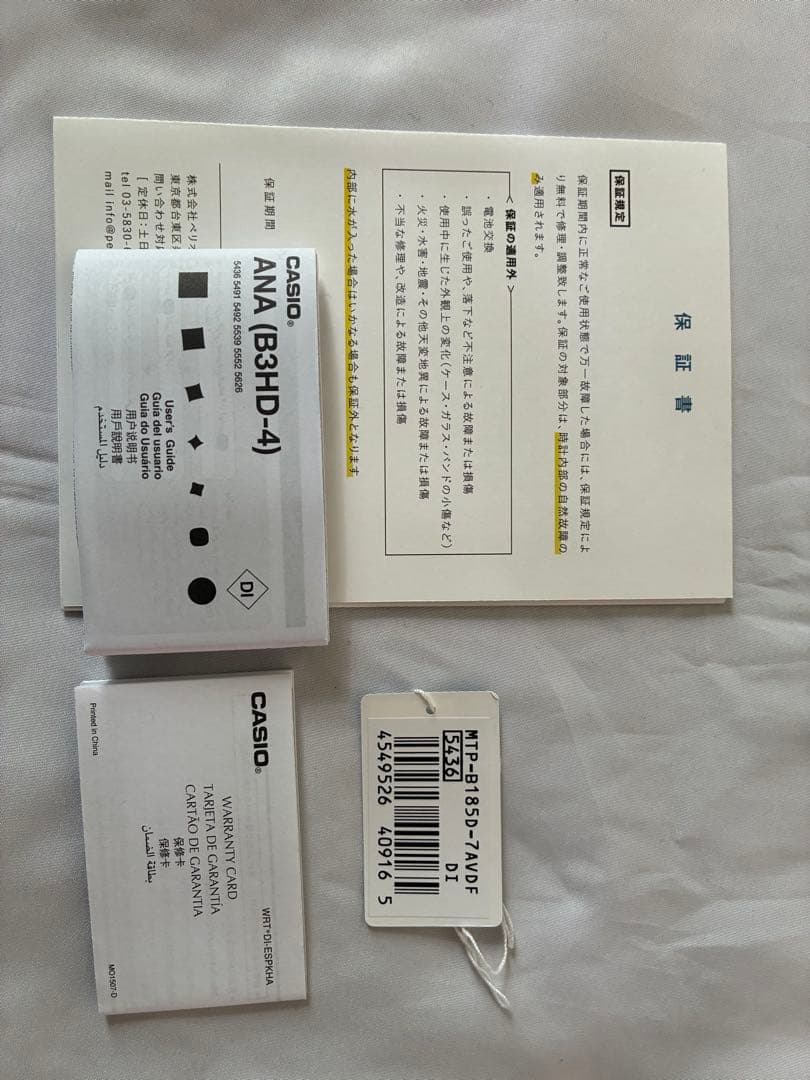 保証書
保証規定
保証期間内に正常なご使用状態で万一故障した場合には、保証規定によ
り無料で修理・調整致します。保証の対象部分は、時計内部の自然故障の
み適用されます。
< 保証の適用外 >
・電池交換
・誤ったご使用や、落下など不注意による故障または損傷
・使用中に生じた外観上の変化(ケース・ガラス・バンドの小傷など)
・火災・水害・地震・その他天変地異による故障または損傷
・不当な修理や、改造による故障または損傷
内部に水が入った場合はいかなる場合も保証外となります
保証期間
株式会社ペリオ
東京都台東区
問い合わせ対応
[ 定休日:土日
tel 03-5830-
mail info@pe
CASIO®
ANA (B3HD-4)
5436 5491 5492 5539 5552 5626
User's Guide
Guía del usuario
Guia do Usuário
用户说明书
用戶說明書
دليل المستخدم
DI
CASIO®
WARRANTY CARD
TARJETA DE GARANTÍA
CARTÃO DE GARANTIA
保修卡
保修卡
بطاقة الضمان
WRT*DI-ESPKHA
Printed in China
MO1507-D
MTP-B185D-7AVDF
5436 DI
4549526 40916 5